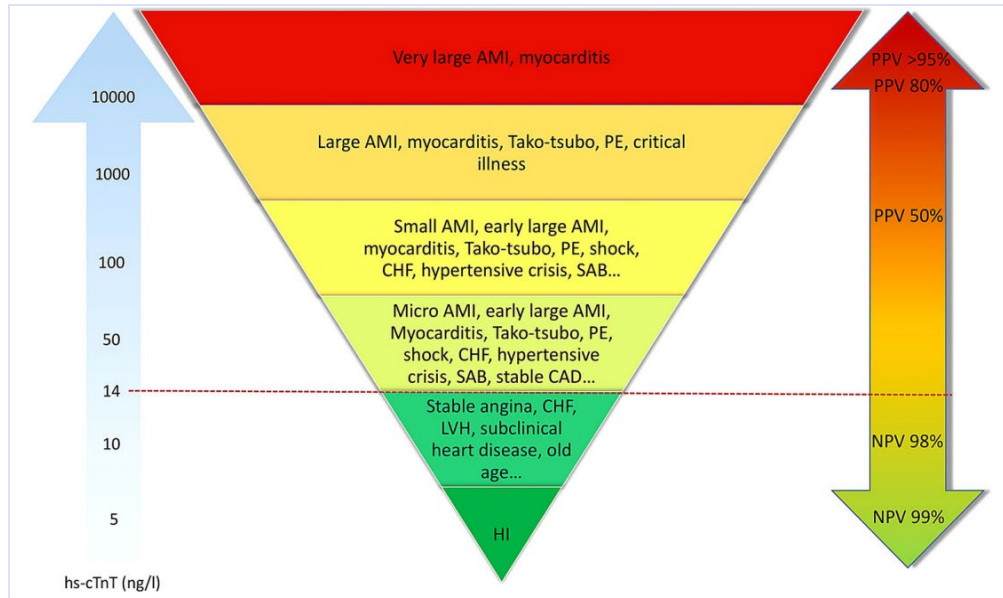 10000
1000
100
50
14
10
5
hs-cTnT (ng/l)
Very large AMI, myocarditis
Large AMI, myocarditis, Tako-tsubo, PE, critical
illness
Small AMI, early large AMI,
myocarditis, Tako-tsubo, PE, shock,
CHF, hypertensive crisis, SAB...
Micro AMI, early large AMI,
Myocarditis, Tako-tsubo, PE,
shock, CHF, hypertensive
crisis, SAB, stable CAD...
Stable angina, CHF,
LVH, subclinical
heart disease, old
age...
HI
PPV >95%
PPV 80%
PPV 50%
NPV 98%
NPV 99%